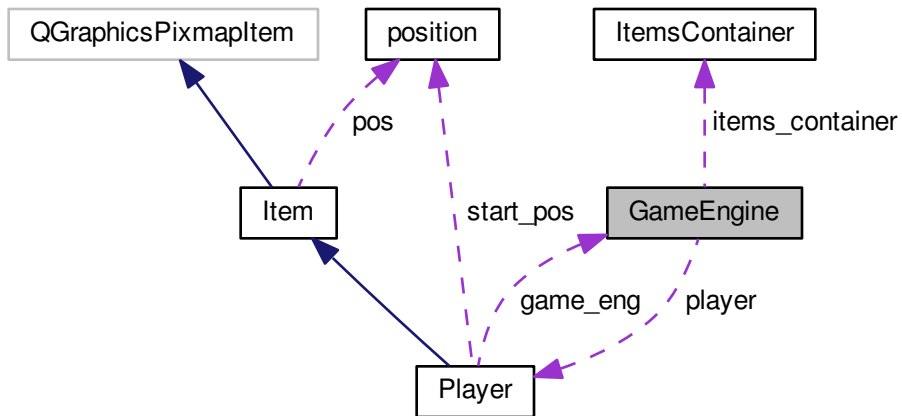 QGraphicsPixmapItem
position
ItemsContainer
pos
items_container
Item
start_pos
GameEngine
game_eng
player
Player